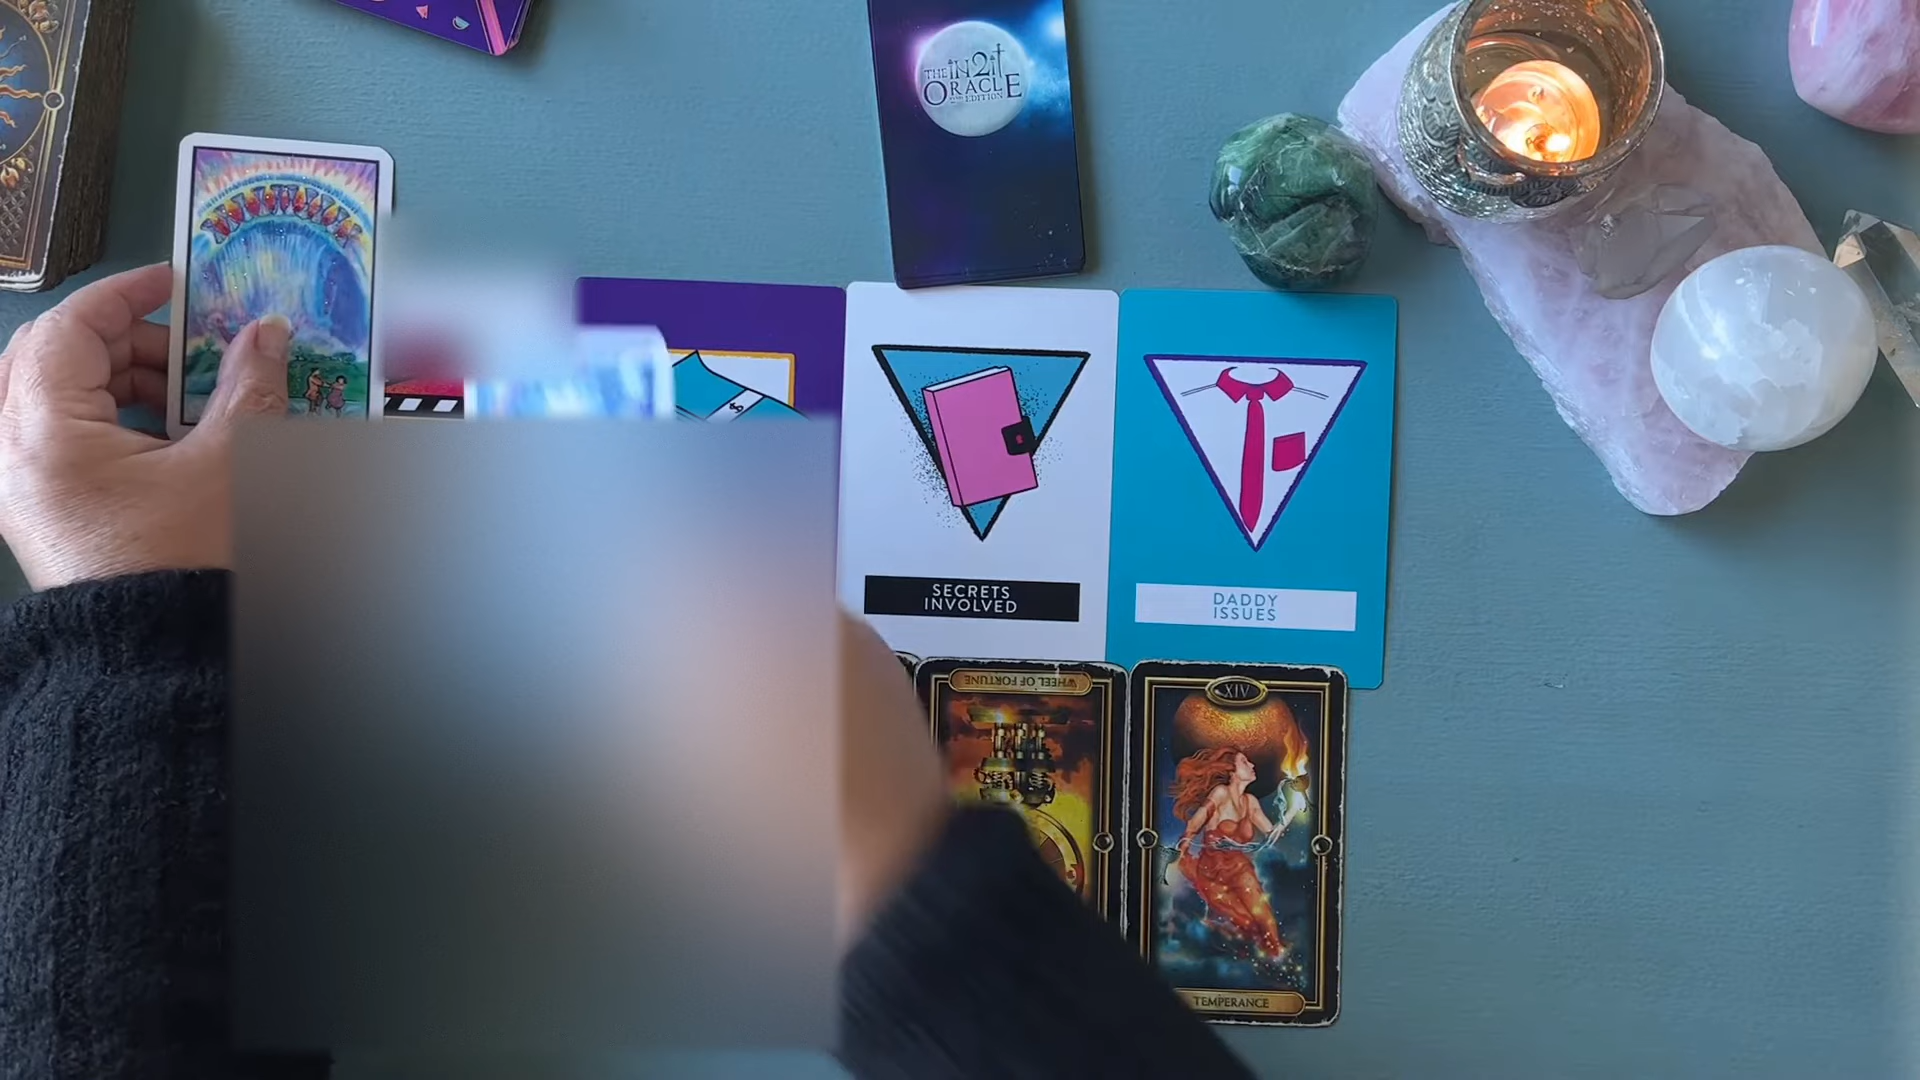 THE IN2IT
ORACLE
EDITION
SECRETS
INVOLVED
DADDY
ISSUES
WHEEL OF FORTUNE
XIV
TEMPERANCE